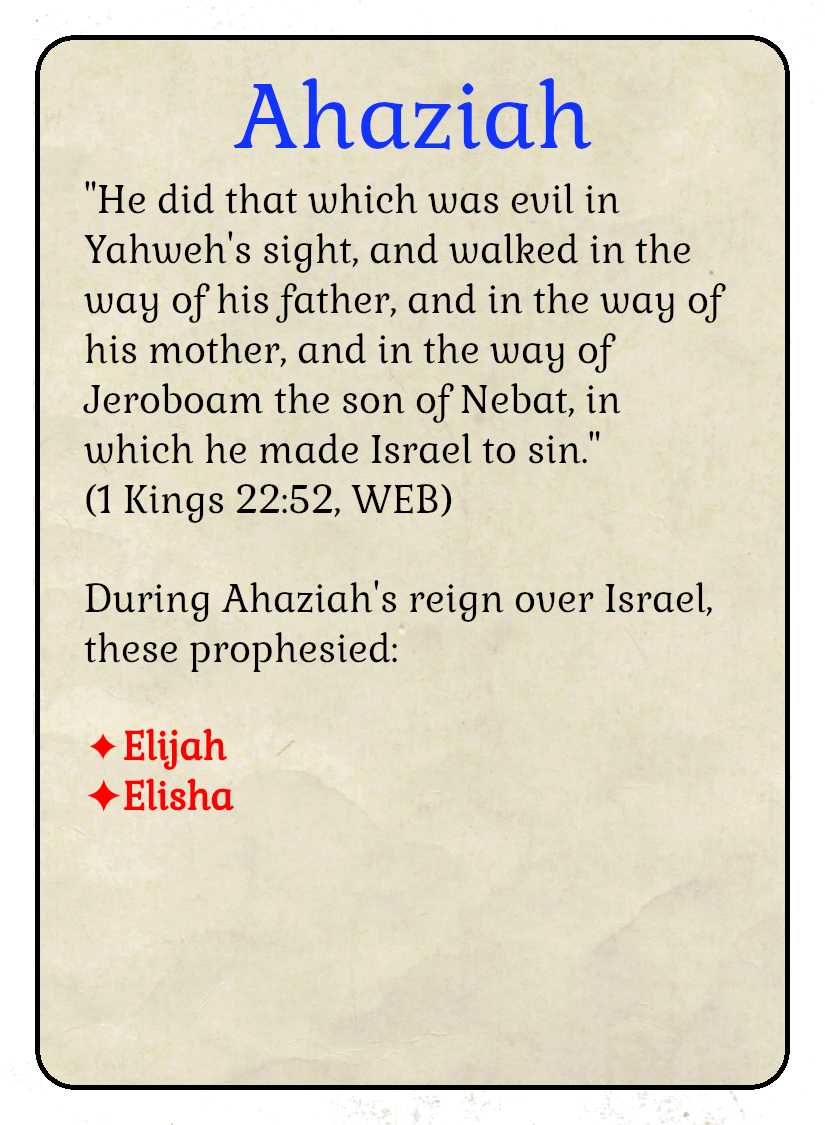 Ahaziah
"He did that which was evil in
Yahweh's sight, and walked in the
way of his father, and in the way of
his mother, and in the way of
Jeroboam the son of Nebat, in
which he made Israel to sin."
(1 Kings 22:52, WEB)
During Ahaziah's reign over Israel,
these prophesied:
✦Elijah
✦Elisha